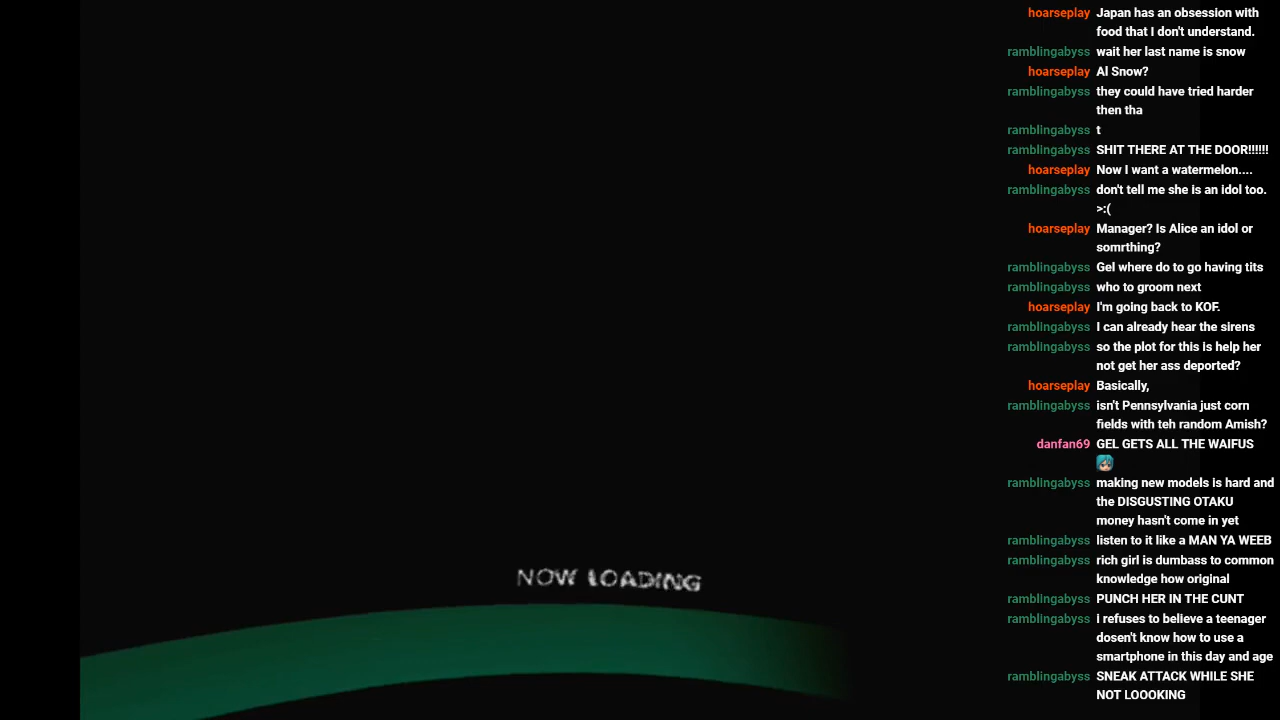 hoarseplay Japan has an obsession with
food that I don't understand.
ramblingabyss wait her last name is snow
hoarseplay Al Snow?
ramblingabyss they could have tried harder
then tha
ramblingabyss t
ramblingabyss SHIT THERE AT THE DOOR!!!!!!
hoarseplay Now I want a watermelon....
ramblingabyss don't tell me she is an idol too.
>:(
hoarseplay Manager? Is Alice an idol or
somrthing?
ramblingabyss Gel where do to go having tits
ramblingabyss who to groom next
hoarseplay I'm going back to KOF.
ramblingabyss I can already hear the sirens
ramblingabyss so the plot for this is help her
not get her ass deported?
hoarseplay Basically,
ramblingabyss isn't Pennsylvania just corn
fields with teh random Amish?
danfan69 GEL GETS ALL THE WAIFUS
ramblingabyss making new models is hard and
the DISGUSTING OTAKU
money hasn't come in yet
ramblingabyss listen to it like a MAN YA WEEB
ramblingabyss rich girl is dumbass to common
knowledge how original
ramblingabyss PUNCH HER IN THE CUNT
ramblingabyss I refuses to believe a teenager
dosen't know how to use a
smartphone in this day and age
ramblingabyss SNEAK ATTACK WHILE SHE
NOT LOOOKING
NOW LOADING